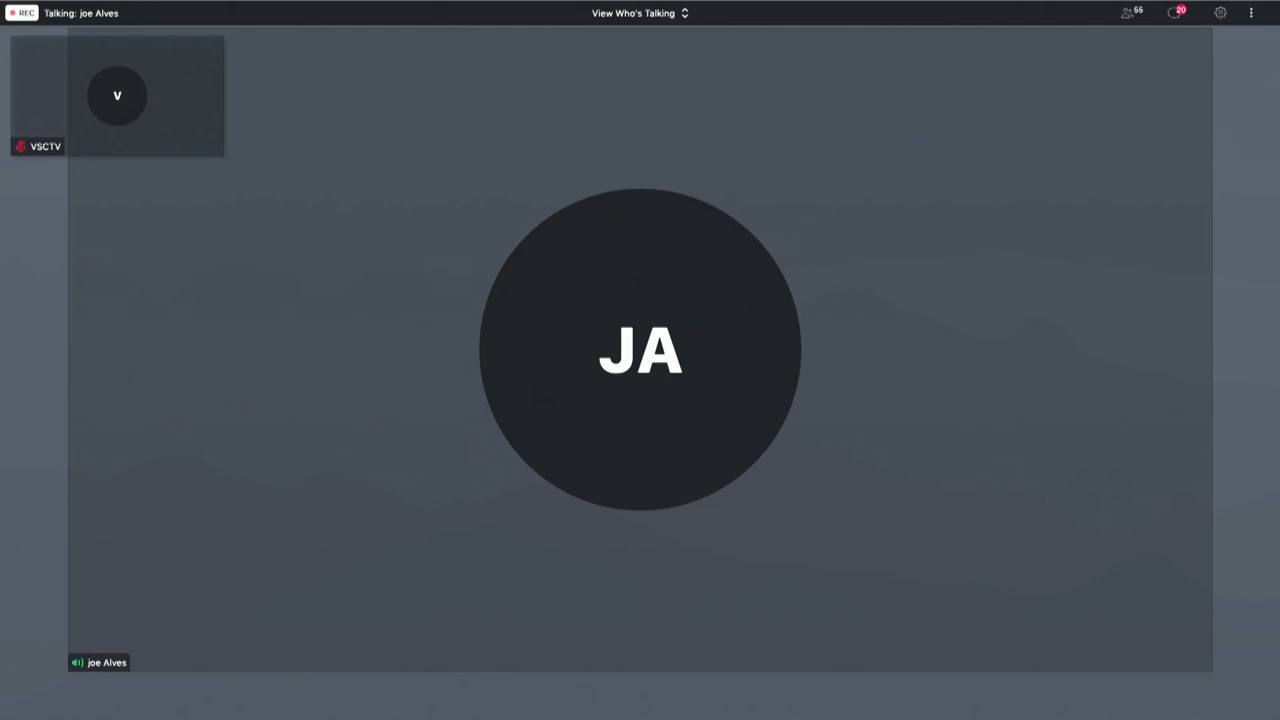 REC Talking: joe Alves View Who's Talking 55 20
V
VSCTV
JA
joe Alves